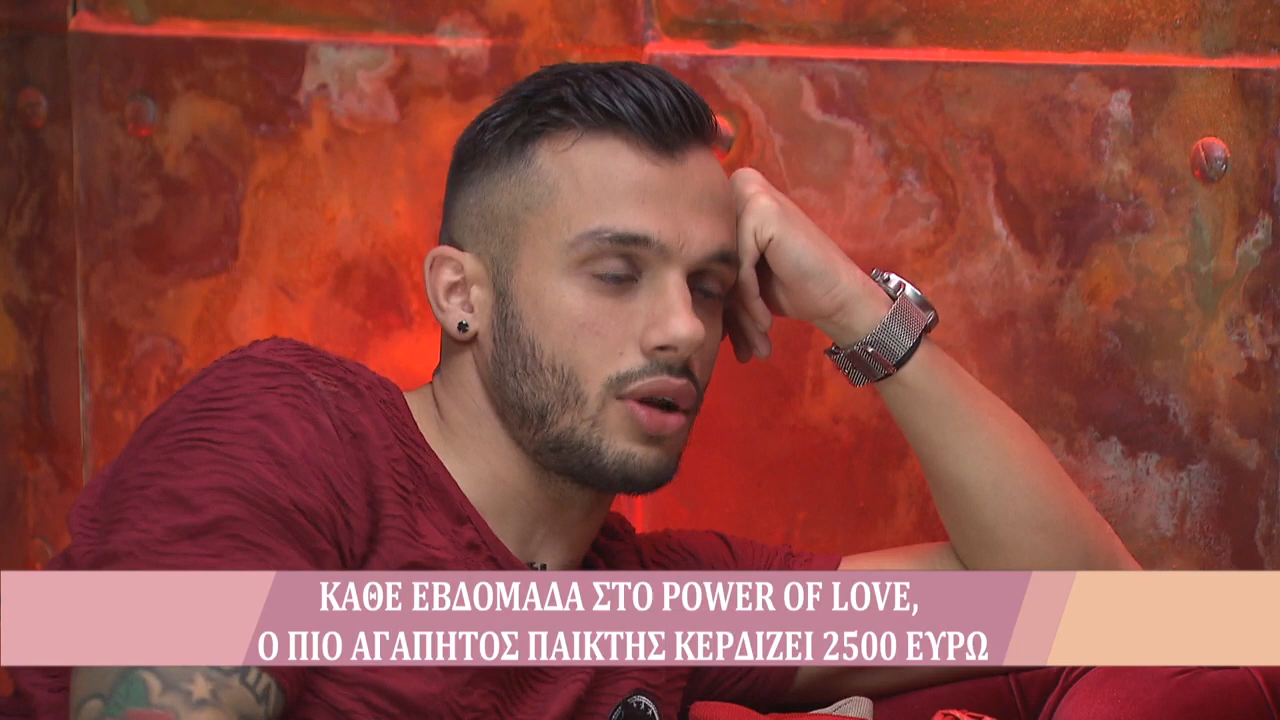 ΚΑΘΕ ΕΒΔΟΜΑΔΑ ΣΤΟ POWER OF LOVE,
Ο ΠΙΟ ΑΓΑΠΗΤΟΣ ΠΑΙΚΤΗΣ ΚΕΡΔΙΖΕΙ 2500 ΕΥΡΩ